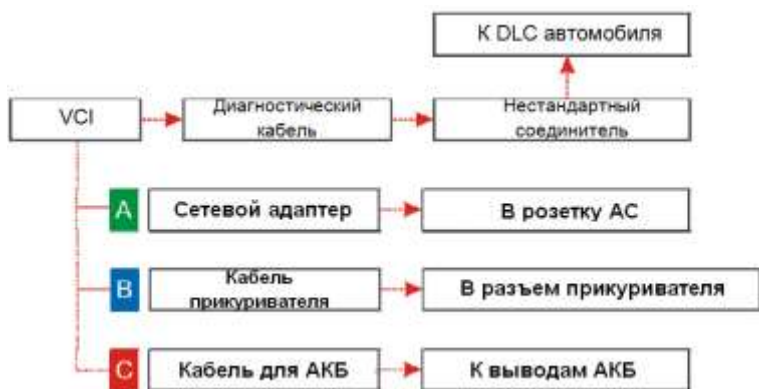 К DLC автомобиля
VCI
Диагностический
кабель
Нестандартный
соединитель
A
Сетевой адаптер
В розетку АС
B
Кабель
прикуривателя
В разъем прикуривателя
C
Кабель для АКБ
К выводам АКБ